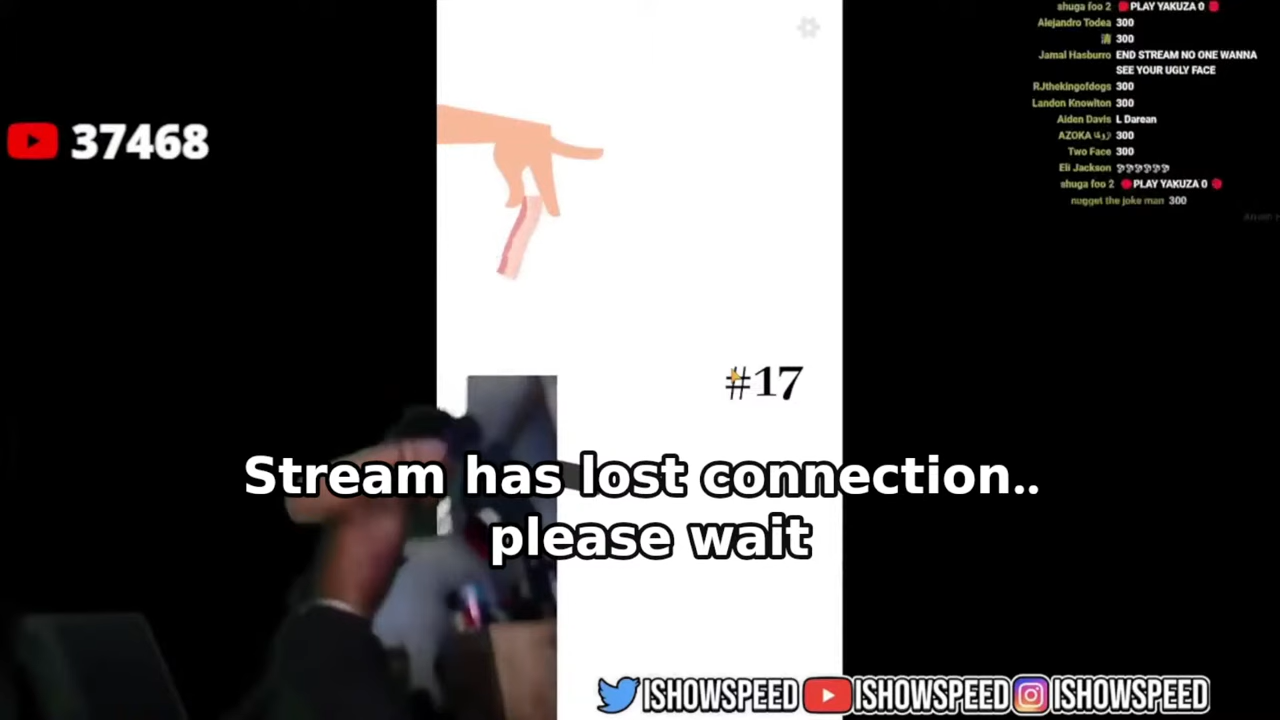 37468
shuga foo 2 🔴PLAY YAKUZA 0 🔴
Alejandro Todea 300
清 300
Jamal Hasburro END STREAM NO ONE WANNA
SEE YOUR UGLY FACE
RJthekingofdogs 300
Landon Knowlton 300
Aiden Davis L Darean
AZOKA 300
Two Face 300
Eli Jackson
shuga foo 2 🔴PLAY YAKUZA 0 🔴
nugget the joke man 300
#17
Stream has lost connection..
please wait
ISHOWSPEED ISHOWSPEED ISHOWSPEED